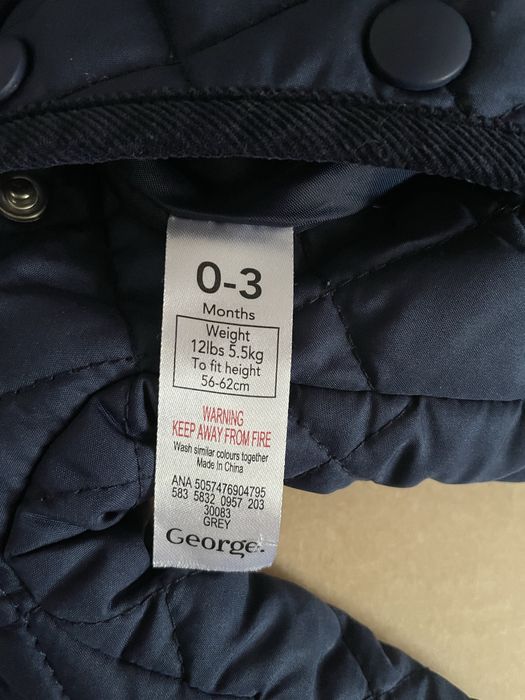 0-3
Months
Weight
12lbs 5.5kg
To fit height
56-62cm
WARNING
KEEP AWAY FROM FIRE
Wash similar colours together
Made In China
ANA 5057476904795
583 5832 0957 203
30083
GREY
George.